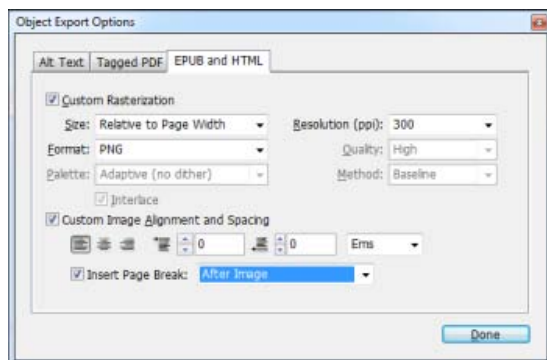 Object Export Options
Alt Text Tagged PDF EPUB and HTML
Custom Rasterization
Size: Relative to Page Width Resolution (ppi): 300
Format: PNG Quality: High
Palette: Adaptive (no dither) Method: Baseline
Interlace
Custom Image Alignment and Spacing
0 0 Ems
Insert Page Break: After Image
Done